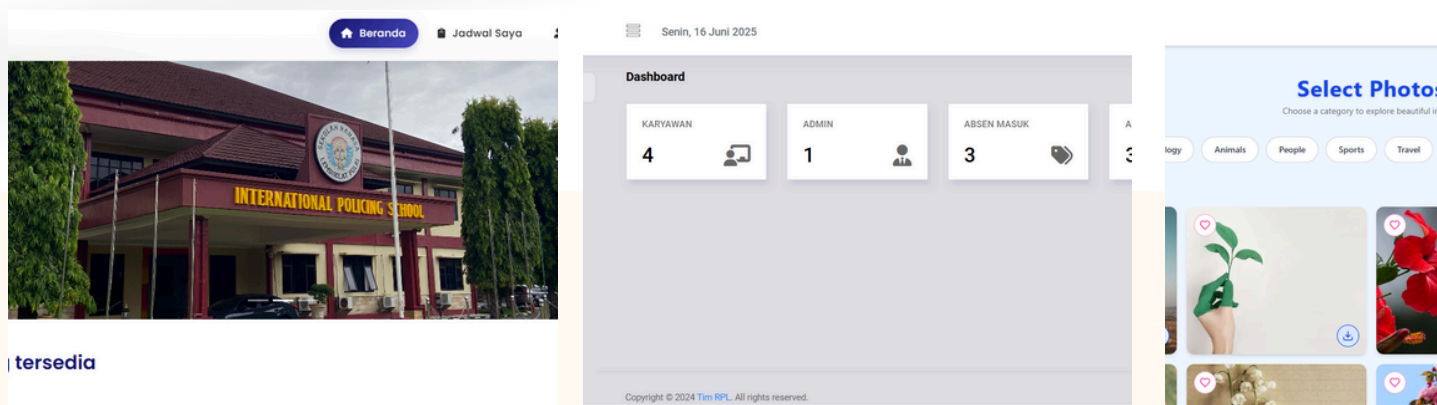 Beranda
Jadwal Saya
INTERNATIONAL POLICING SCHOOL
tersedia
Senin, 16 Juni 2025
Dashboard
KARYAWAN
4
ADMIN
1
ABSEN MASUK
3
A
3
Copyright © 2024 Tim RPL. All rights reserved.
Select Photos
Choose a category to explore beautiful i
logy
Animals
People
Sports
Travel